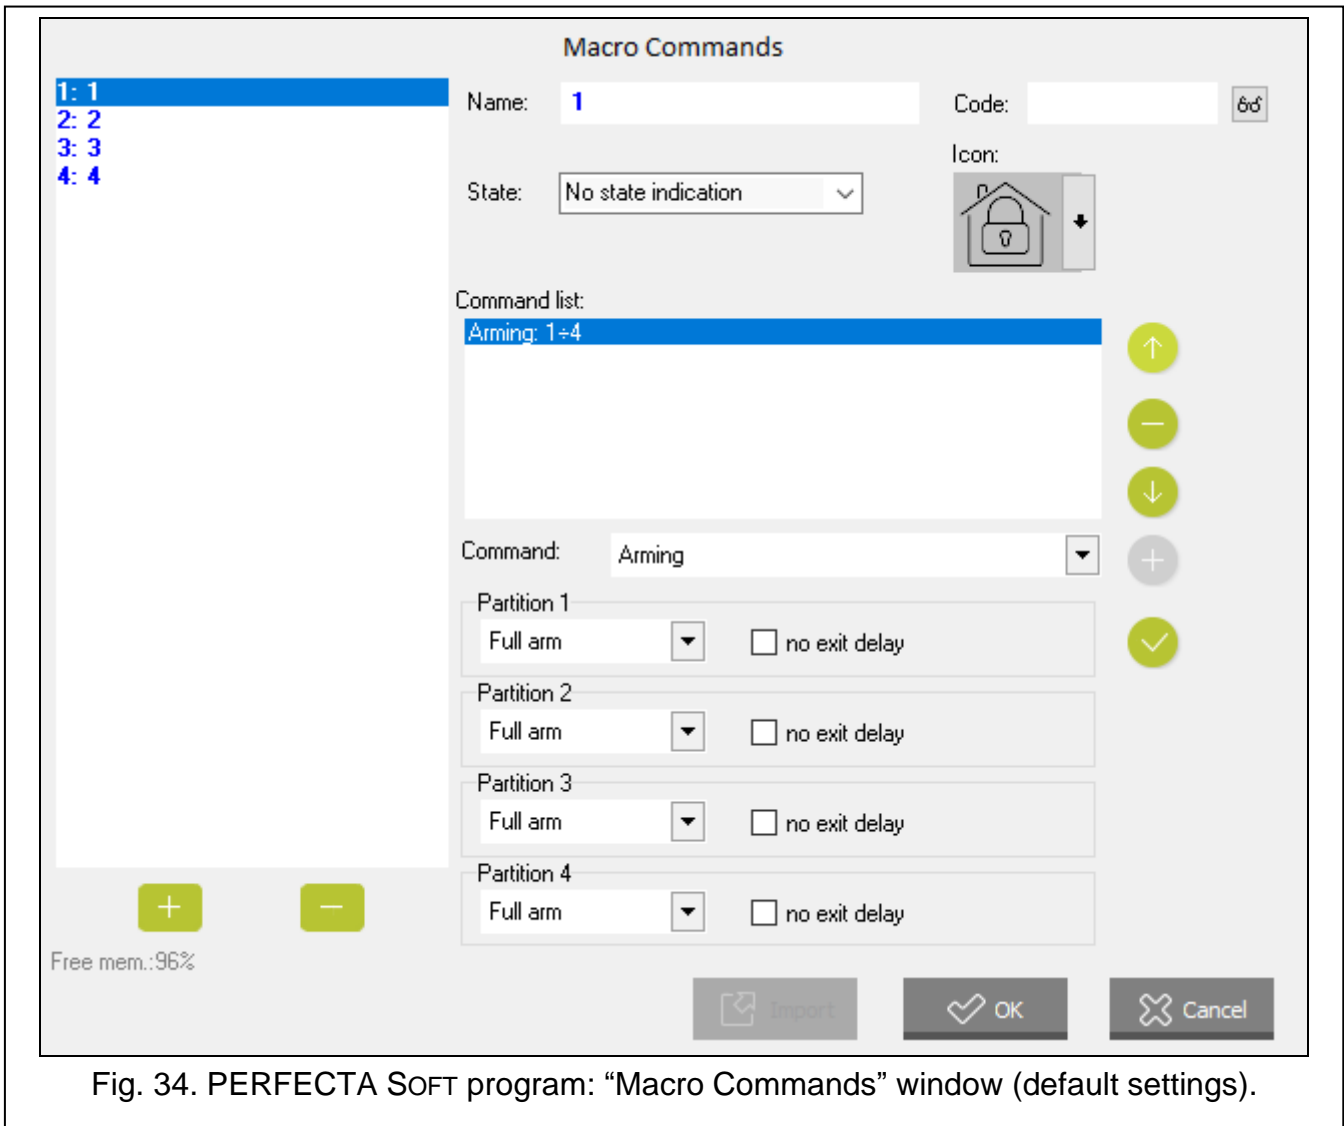 Macro Commands
1: 1
2: 2
3: 3
4: 4
Name: 1
Code:
Icon:
State: No state indication
Command list:
Arming: 1÷4
Command: Arming
Partition 1
Full arm no exit delay
Partition 2
Full arm no exit delay
Partition 3
Full arm no exit delay
Partition 4
Full arm no exit delay
Free mem.:96%
Import OK Cancel
Fig. 34. PERFECTA SOFT program: “Macro Commands” window (default settings).